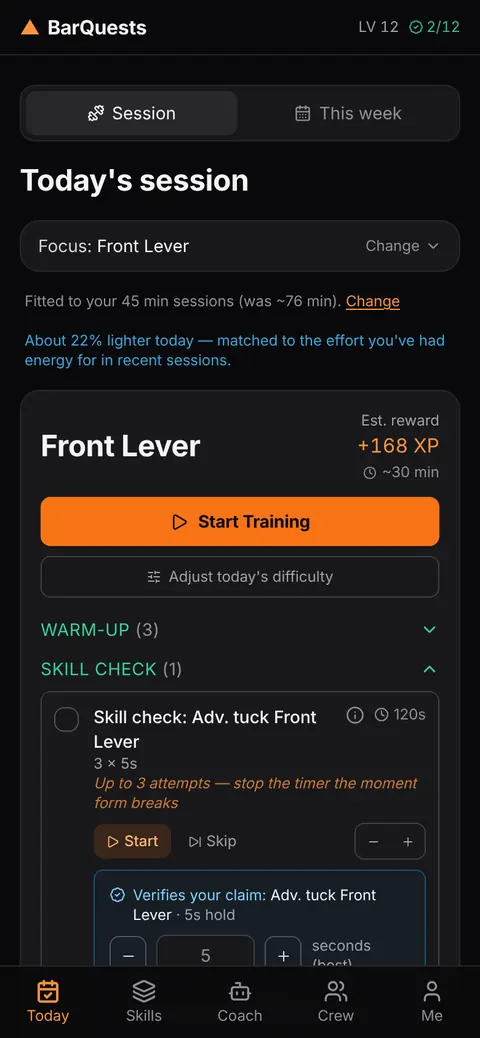 BarQuests
LV 12 2/12
Session This week
Today's session
Focus: Front Lever Change
Fitted to your 45 min sessions (was ~76 min). Change
About 22% lighter today — matched to the effort you've had
energy for in recent sessions.
Est. reward
Front Lever +168 XP
~30 min
Start Training
Adjust today's difficulty
WARM-UP (3)
SKILL CHECK (1)
Skill check: Adv. tuck Front 120s
Lever
3 × 5s
Up to 3 attempts — stop the timer the moment
form breaks
Start Skip − +
Verifies your claim: Adv. tuck Front
Lever · 5s hold
− 5 + seconds
(best)
Today Skills Coach Crew Me